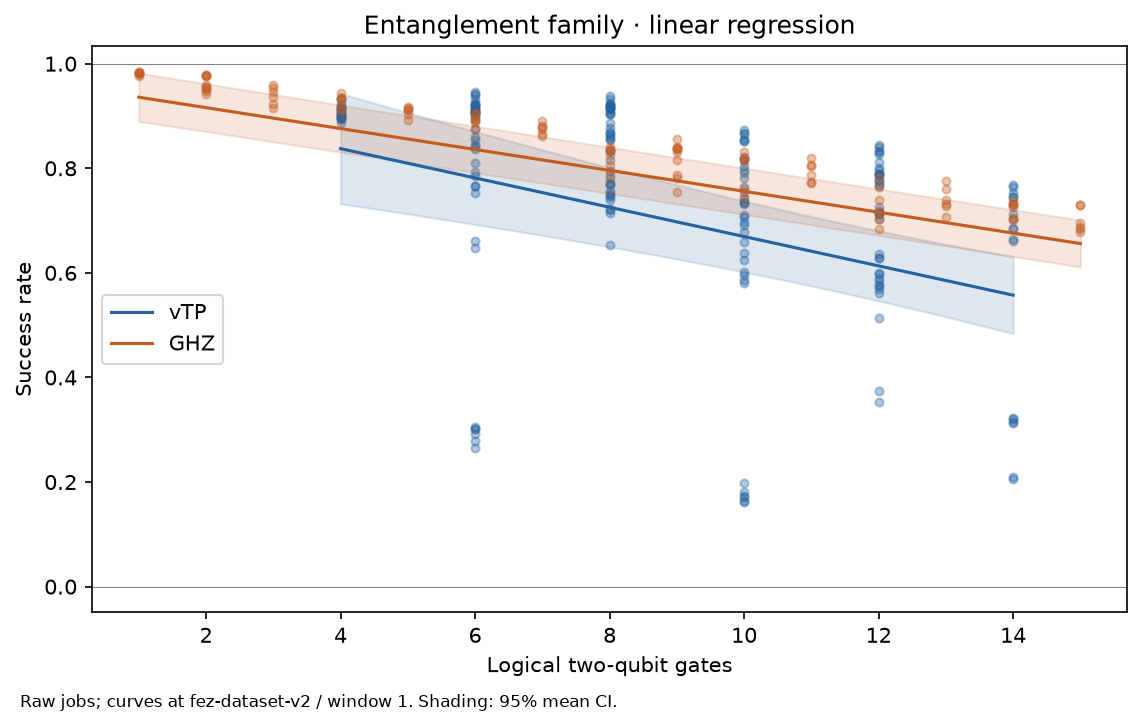 Entanglement family · linear regression
1.0
0.8
0.6
0.4
0.2
0.0
Success rate
vTP
GHZ
2 4 6 8 10 12 14
Logical two-qubit gates
Raw jobs; curves at fez-dataset-v2 / window 1. Shading: 95% mean CI.